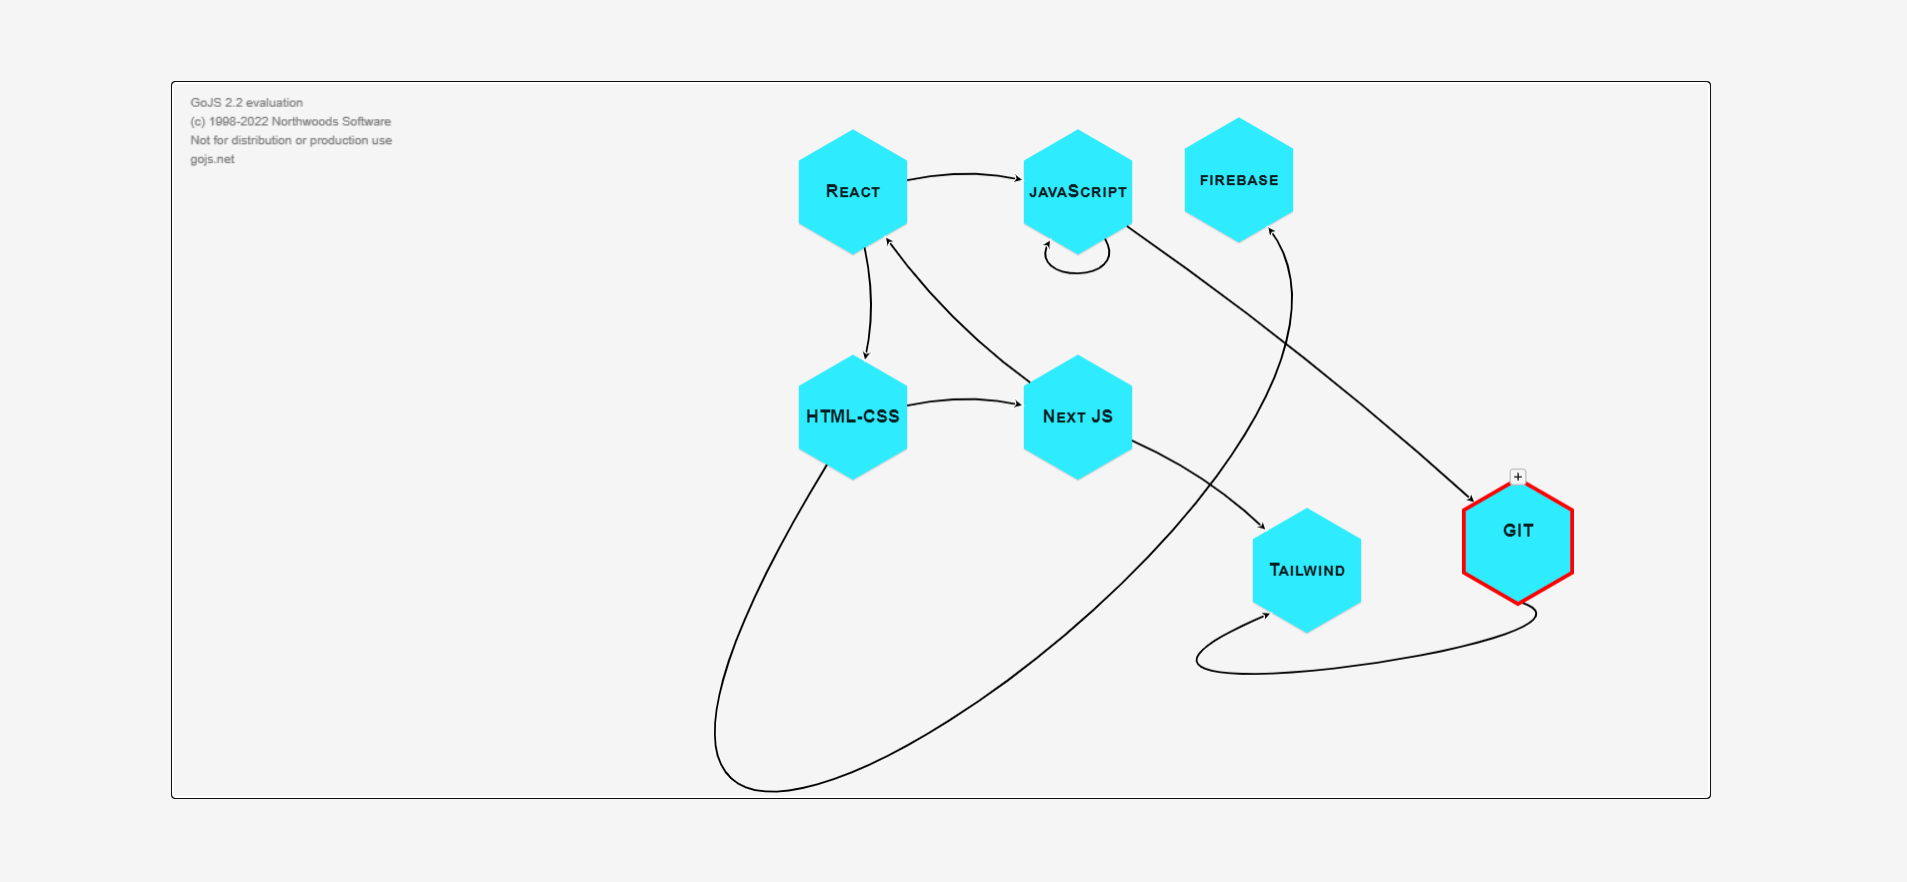 GoJS 2.2 evaluation
(c) 1998-2022 Northwoods Software
Not for distribution or production use
gojs.net
React
javaScript
firebase
HTML-CSS
Next JS
+
GIT
Tailwind